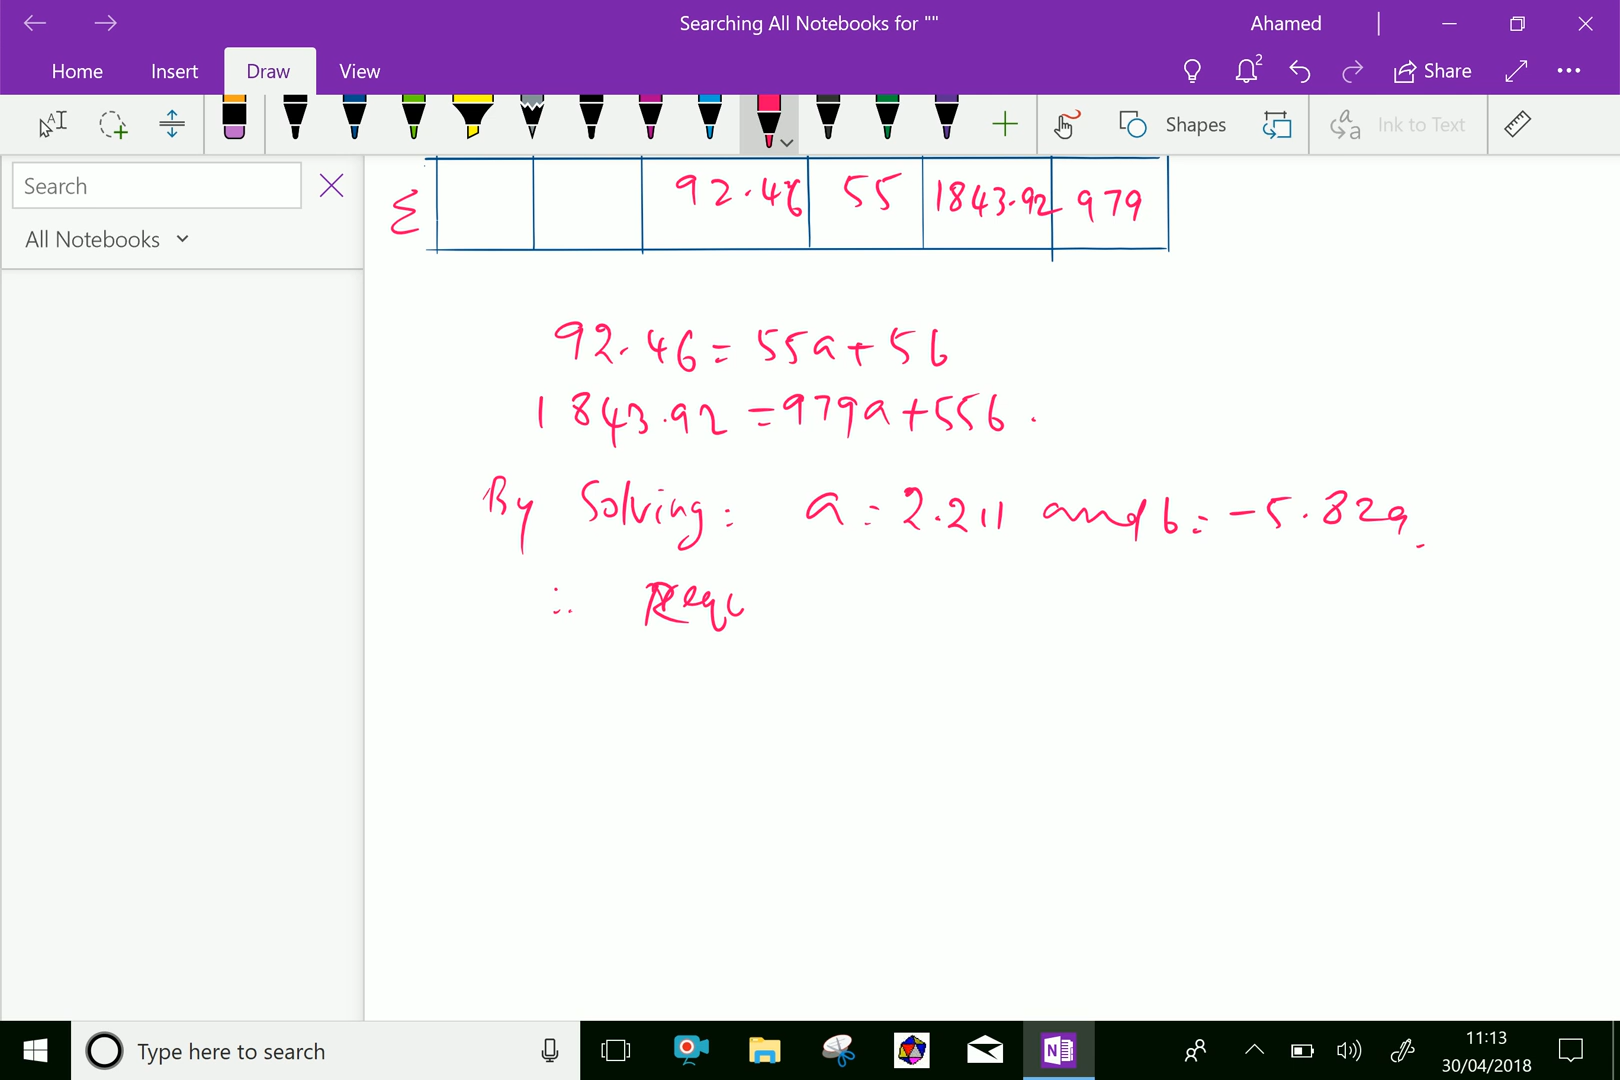 Searching All Notebooks for ""
Ahamed
Home Insert Draw View
2
Share
Shapes
Ink to Text
Search
All Notebooks
Σ 92.46 55 1843.92 979
92.46 = 55a + 5b
1843.92 = 979a + 55b.
By Solving: a = 2.211 and b = -5.829.
∴ Requ
Type here to search
11:13
30/04/2018